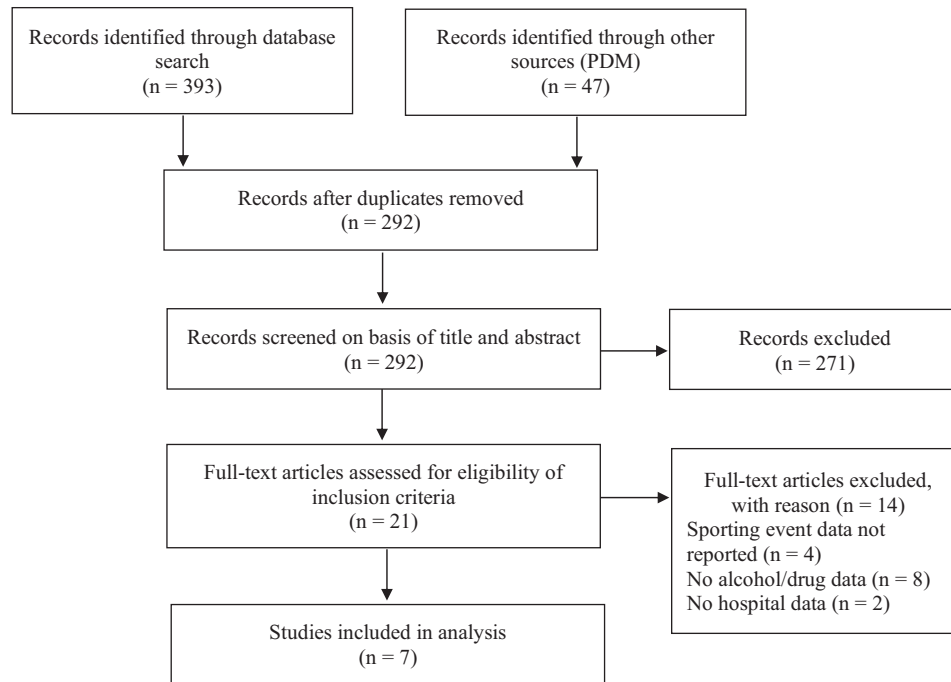 Records identified through database
search
(n = 393)
Records identified through other
sources (PDM)
(n = 47)
Records after duplicates removed
(n = 292)
Records screened on basis of title and abstract
(n = 292)
Records excluded
(n = 271)
Full-text articles assessed for eligibility of
inclusion criteria
(n = 21)
Full-text articles excluded,
with reason (n = 14)
Sporting event data not
reported (n = 4)
No alcohol/drug data (n = 8)
No hospital data (n = 2)
Studies included in analysis
(n = 7)